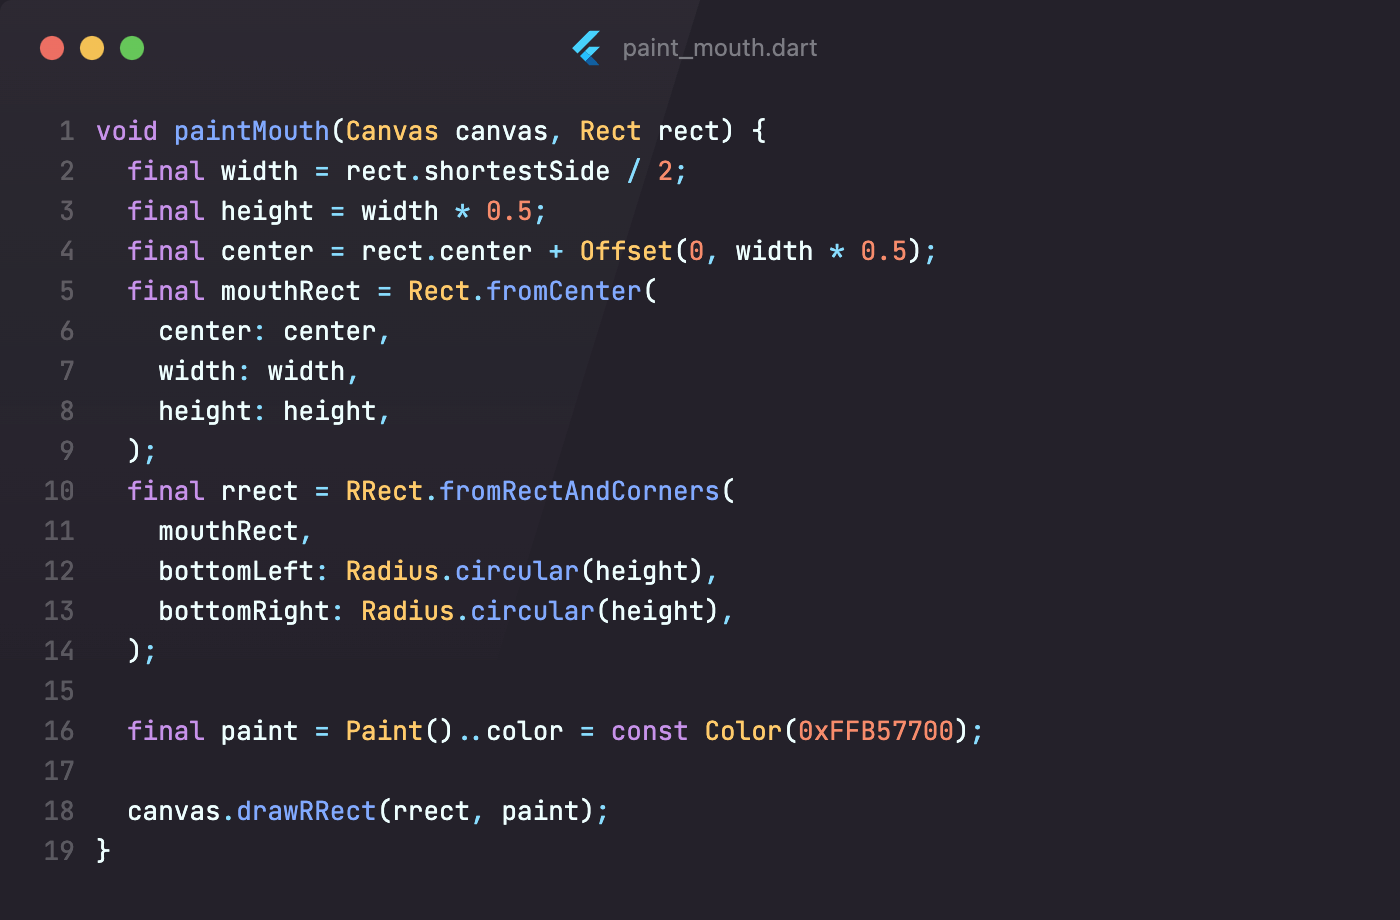 paint_mouth.dart
1 void paintMouth(Canvas canvas, Rect rect) {
2   final width = rect.shortestSide / 2;
3   final height = width * 0.5;
4   final center = rect.center + Offset(0, width * 0.5);
5   final mouthRect = Rect.fromCenter(
6     center: center,
7     width: width,
8     height: height,
9   );
10   final rrect = RRect.fromRectAndCorners(
11     mouthRect,
12     bottomLeft: Radius.circular(height),
13     bottomRight: Radius.circular(height),
14   );
15
16   final paint = Paint()..color = const Color(0xFFB57700);
17
18   canvas.drawRRect(rrect, paint);
19 }